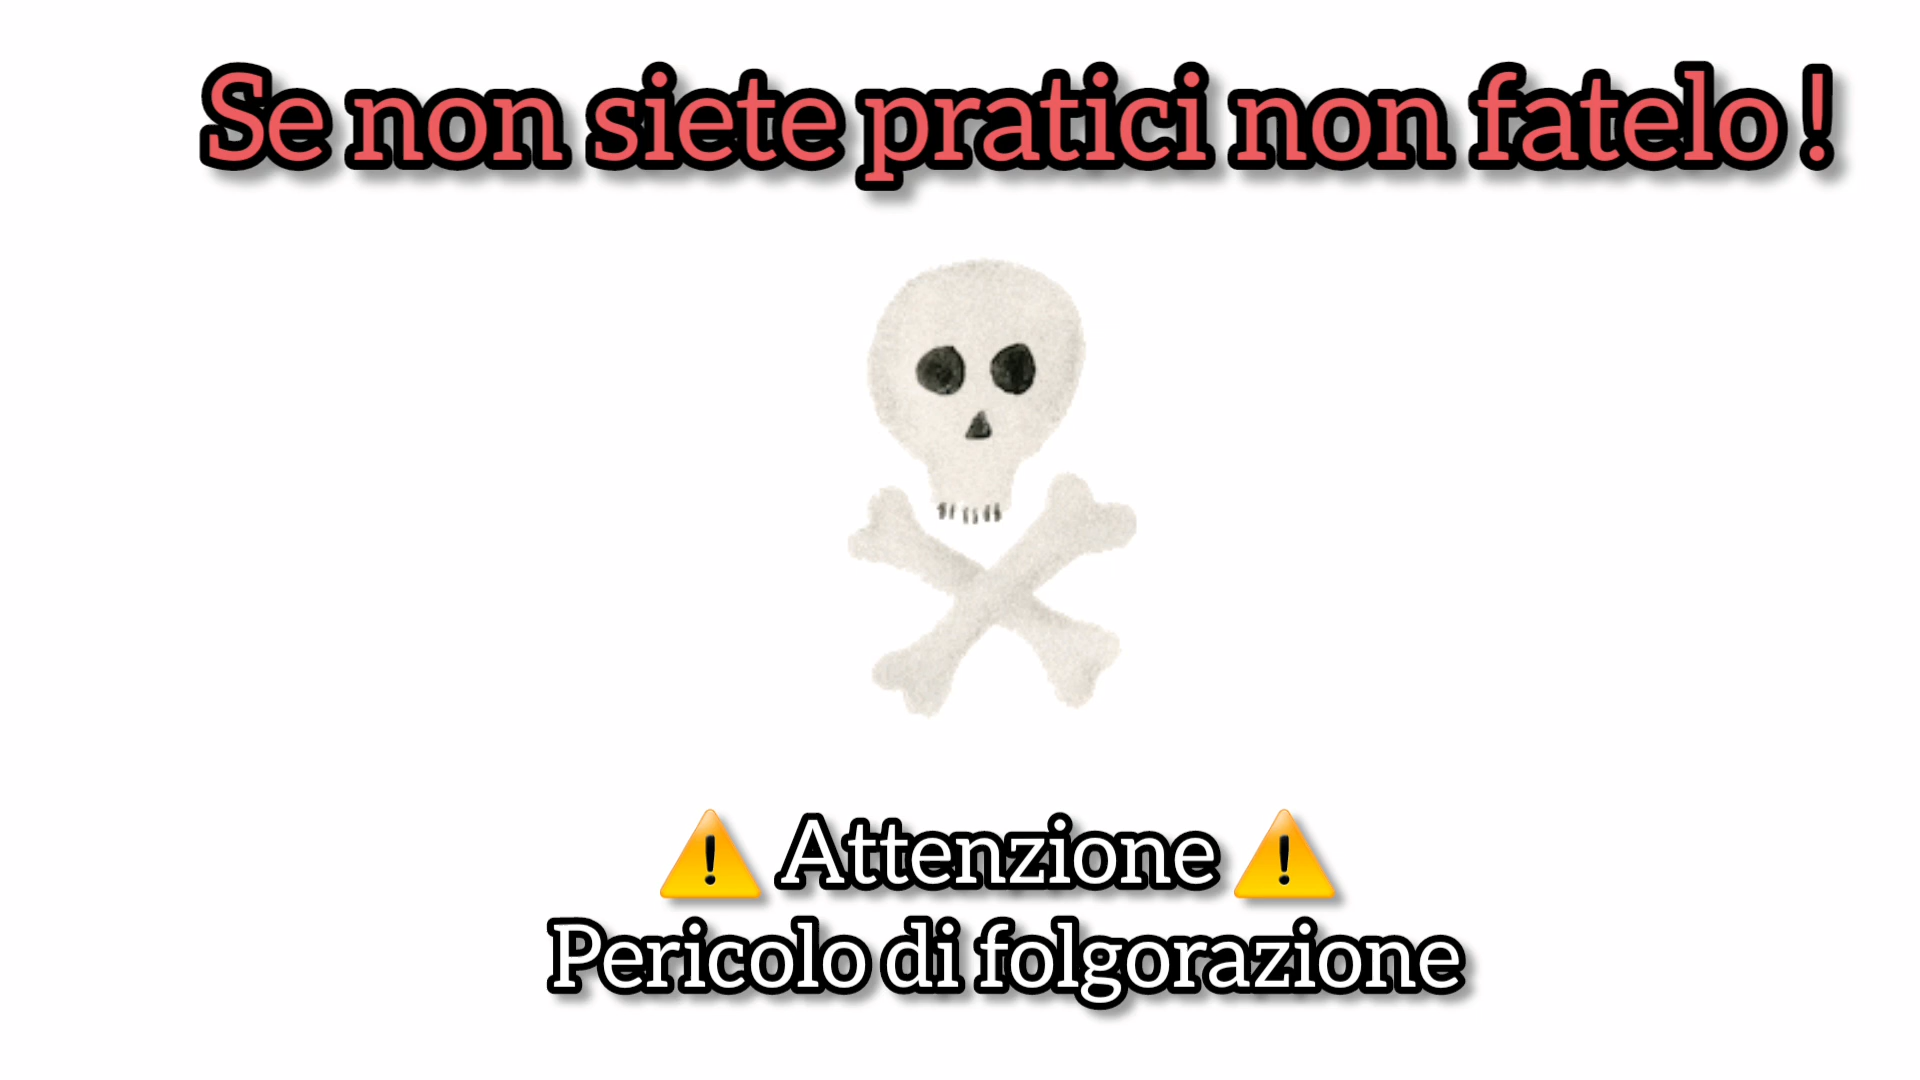 Se non siete pratici non fatelo !
⚠️ Attenzione ⚠️
Pericolo di folgorazione